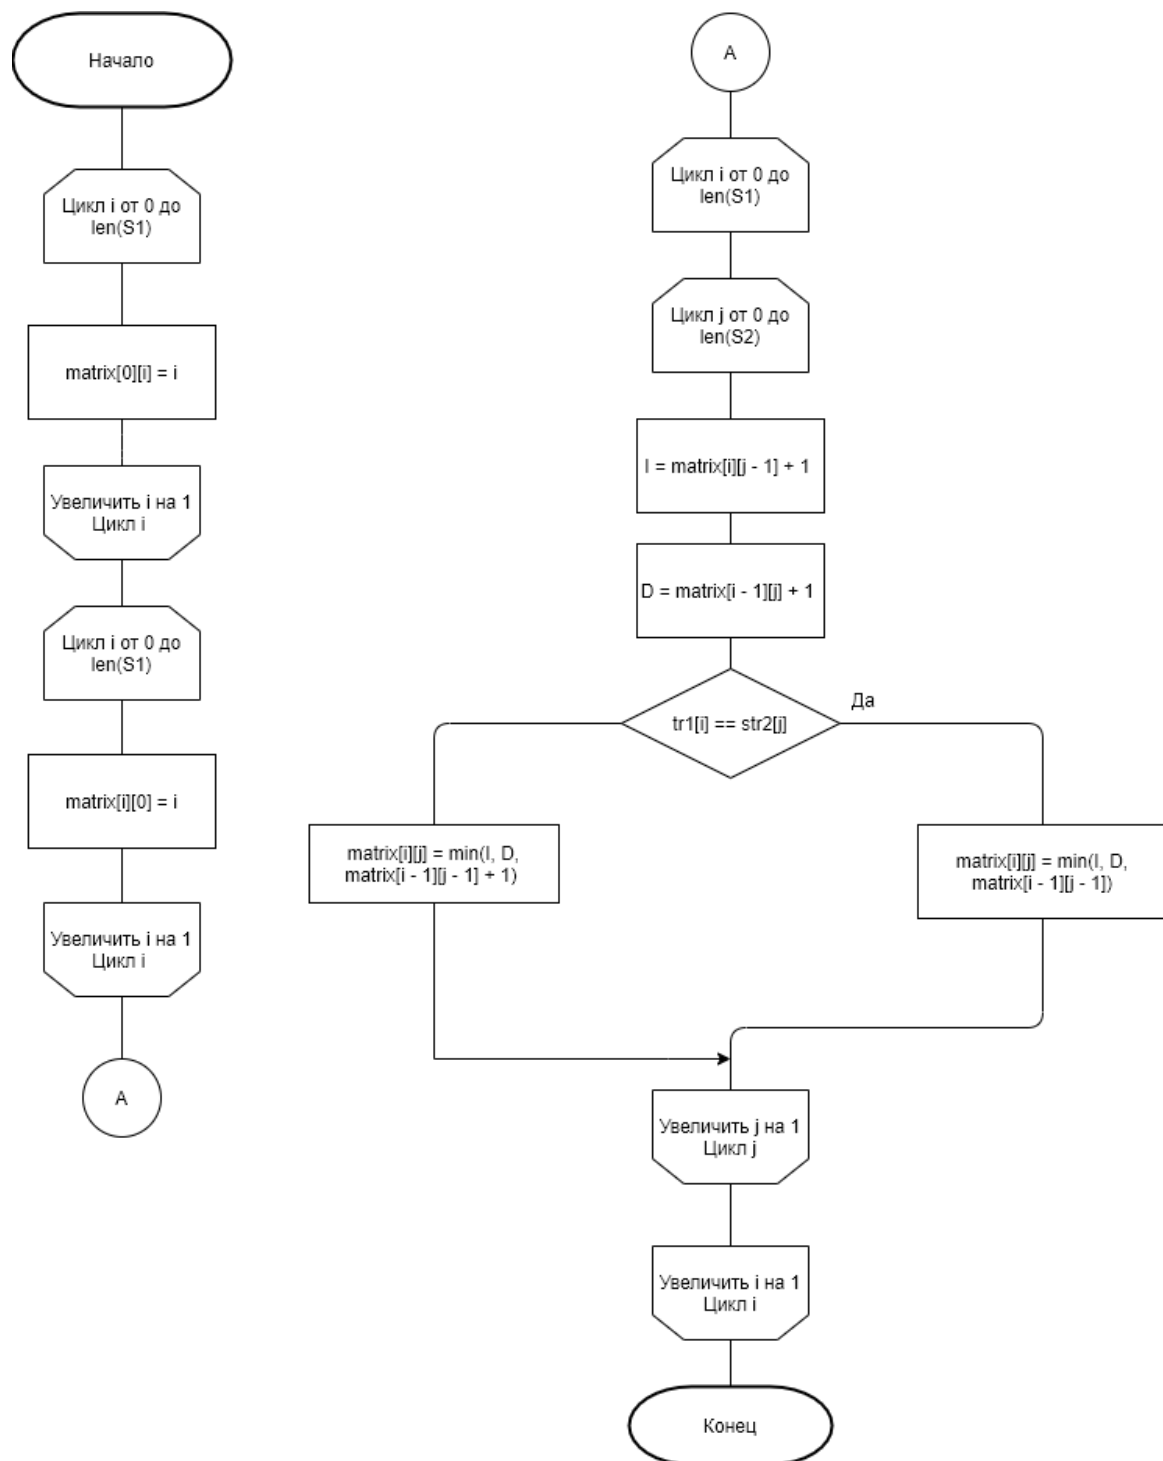 Начало
Цикл i от 0 до
len(S1)
matrix[0][i] = i
Увеличить i на 1
Цикл i
Цикл i от 0 до
len(S1)
matrix[i][0] = i
Увеличить i на 1
Цикл i
A
A
Цикл i от 0 до
len(S1)
Цикл j от 0 до
len(S2)
I = matrix[i][j - 1] + 1
D = matrix[i - 1][j] + 1
tr1[i] == str2[j]
Да
matrix[i][j] = min(I, D,
matrix[i - 1][j - 1] + 1)
matrix[i][j] = min(I, D,
matrix[i - 1][j - 1])
Увеличить j на 1
Цикл j
Увеличить i на 1
Цикл i
Конец